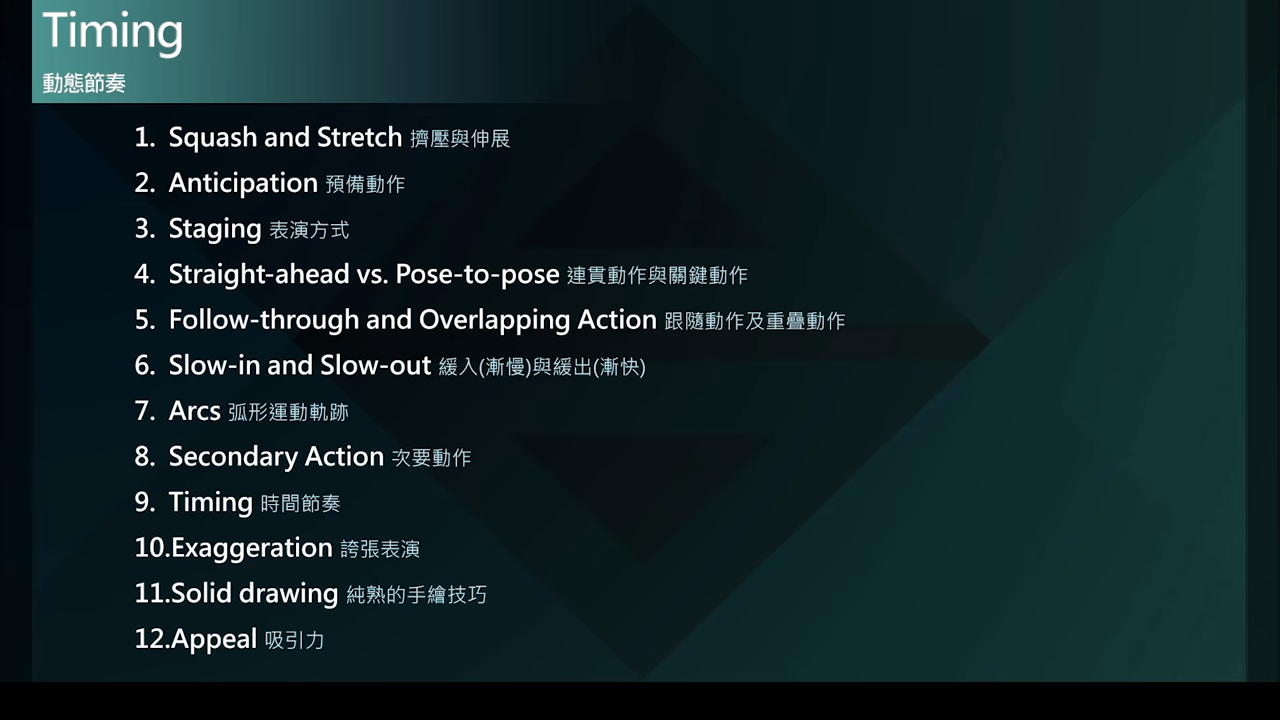 Timing
動態節奏
1. Squash and Stretch 擠壓與伸展
2. Anticipation 預備動作
3. Staging 表演方式
4. Straight-ahead vs. Pose-to-pose 連貫動作與關鍵動作
5. Follow-through and Overlapping Action 跟隨動作及重疊動作
6. Slow-in and Slow-out 緩入(漸慢)與緩出(漸快)
7. Arcs 弧形運動軌跡
8. Secondary Action 次要動作
9. Timing 時間節奏
10.Exaggeration 誇張表演
11.Solid drawing 純熟的手繪技巧
12.Appeal 吸引力